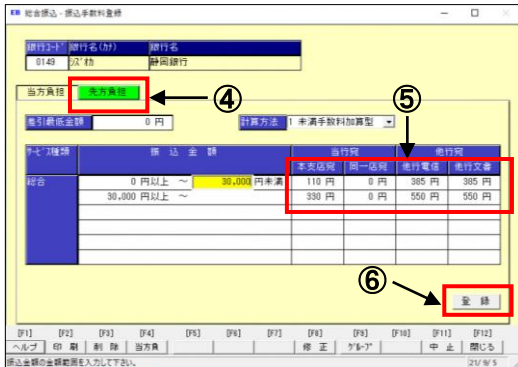 EB 総合振込 - 振込手数料登録
銀行コード 銀行名(カナ) 銀行名
0149 シズオカ 静岡銀行
当方負担 先方負担
④
⑤
差引最低金額 0 円 計算方法 1 未満手数料加算型
サービス種類 振 込 金 額 当行宛 他行宛
本支店宛 同一店宛 他行電信 他行文書
総合 0 円以上 ～ 30,000 円未満 110 円 0 円 385 円 385 円
30,000 円以上 ～ 330 円 0 円 550 円 550 円
⑥
登 録
[F1] [F2] [F3] [F4] [F5] [F6] [F7] [F8] [F9] [F10] [F11] [F12]
ヘルプ 印 刷 削 除 当方負 修 正 グループ 中 止 閉じる
振込金額の金額範囲を入力して下さい。 21/ 9/ 5